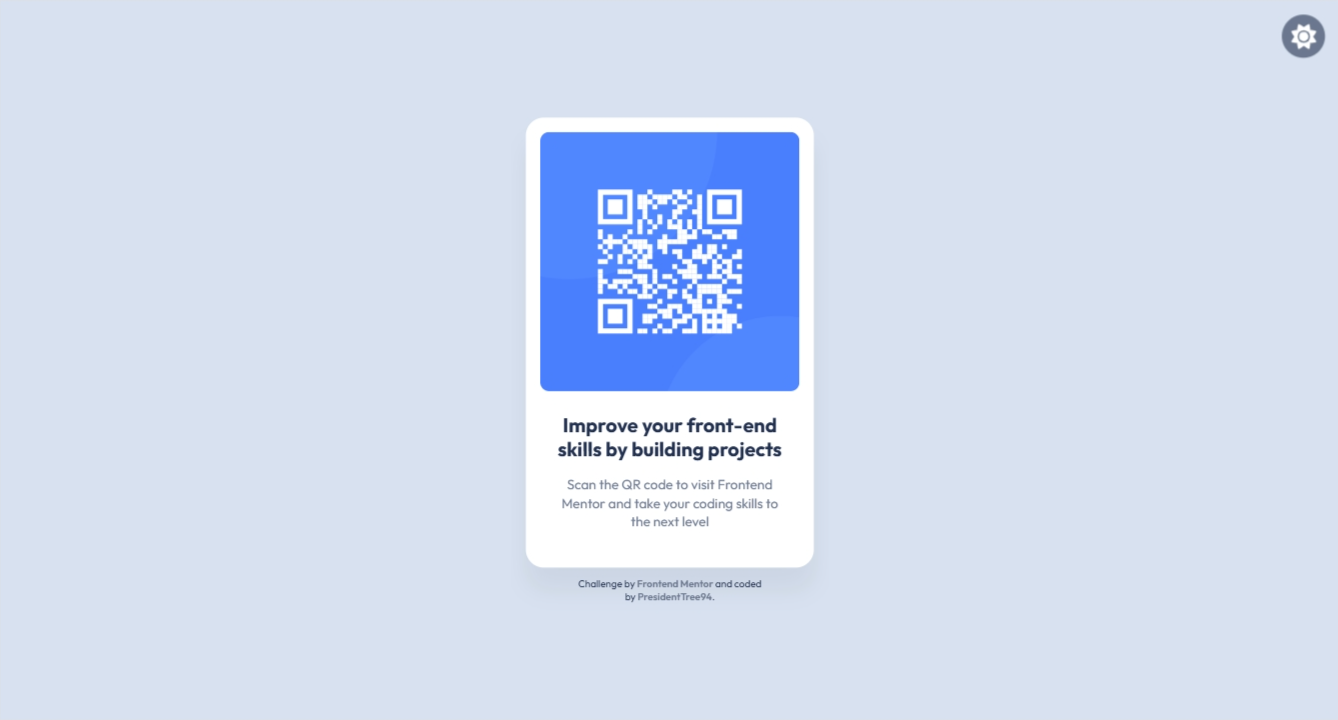 Improve your front-end
skills by building projects
Scan the QR code to visit Frontend
Mentor and take your coding skills to
the next level
Challenge by Frontend Mentor and coded
by PresidentTree94.